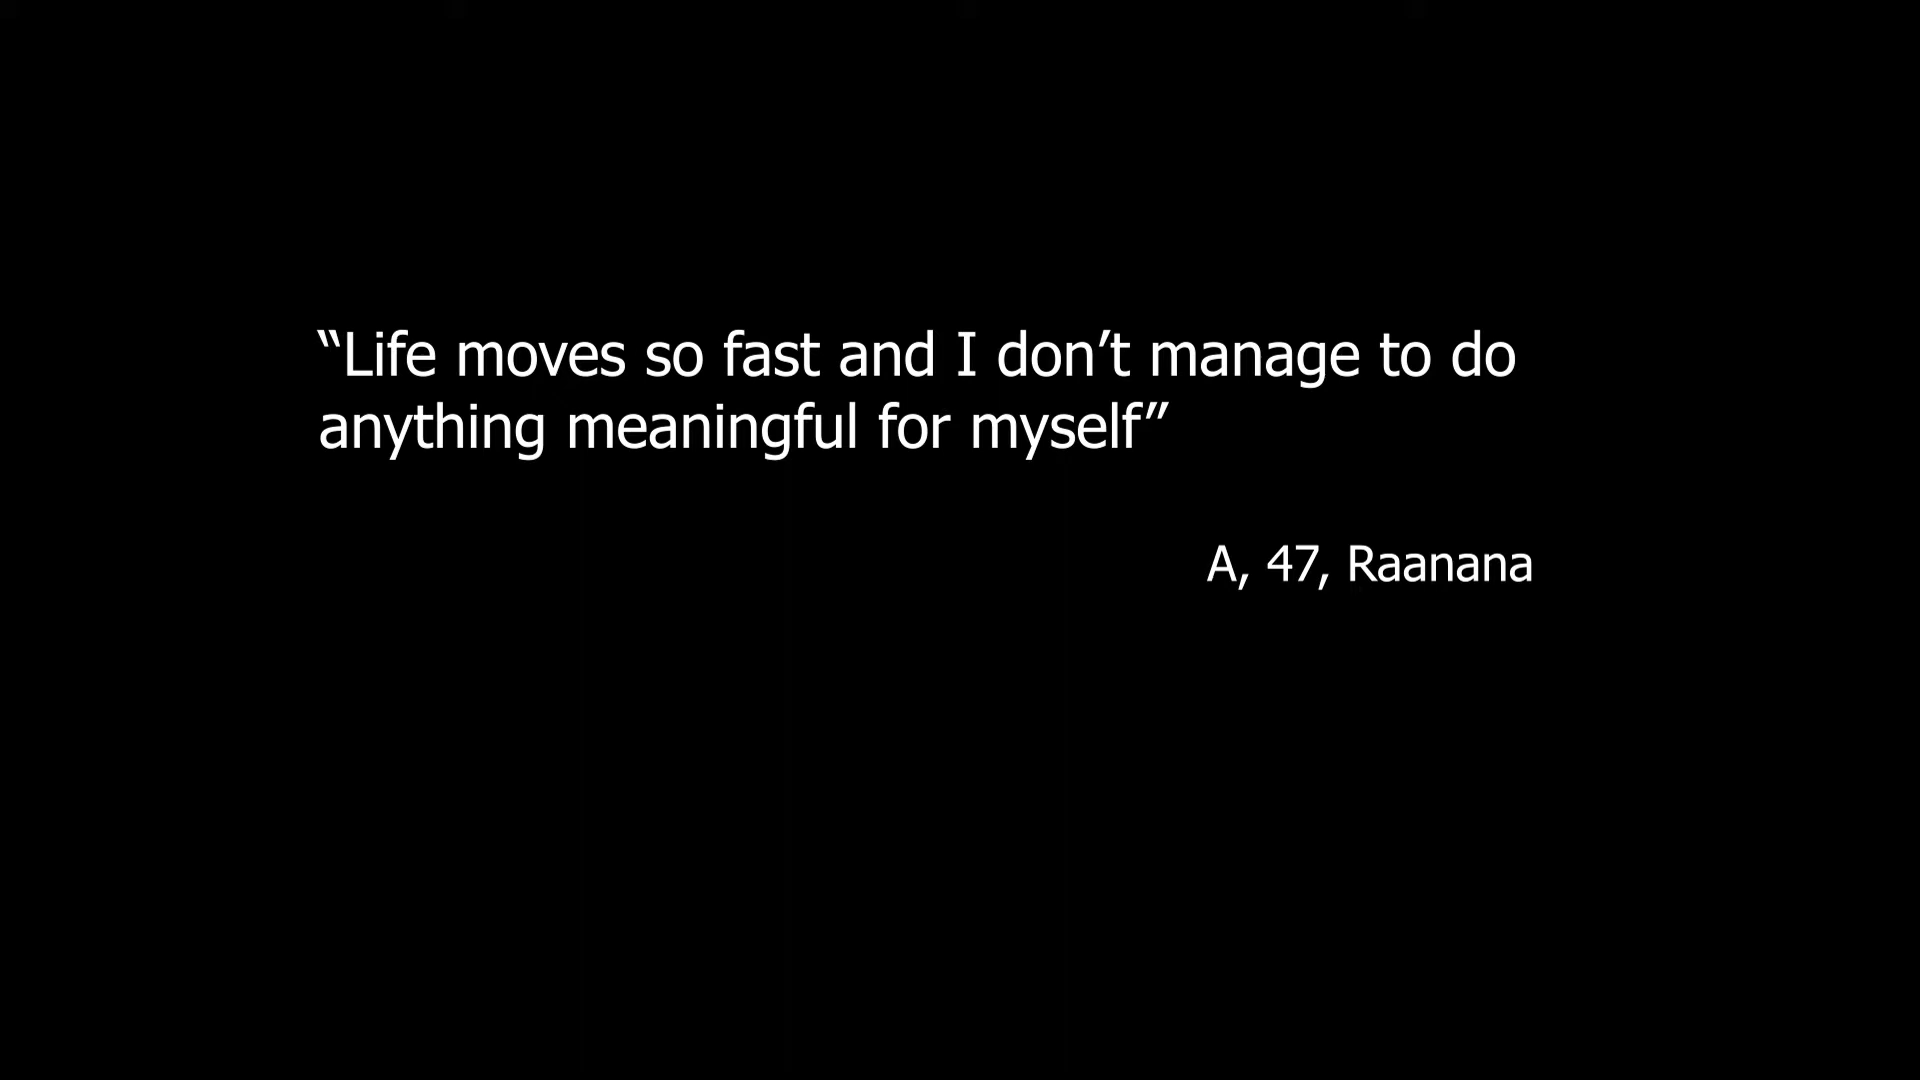 “Life moves so fast and I don’t manage to do
anything meaningful for myself”
A, 47, Raanana